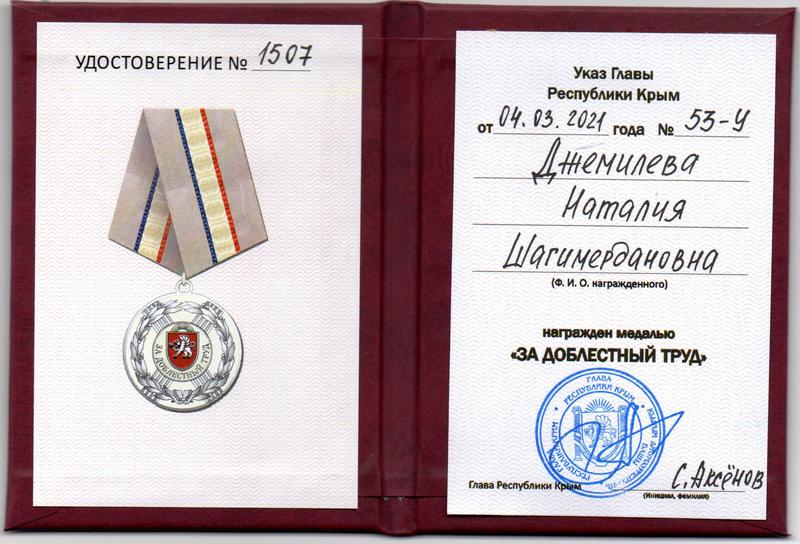 УДОСТОВЕРЕНИЕ № 1507
ЗА ДОБЛЕСТНЫЙ ТРУД
Указ Главы
Республики Крым
от 04.03.2021 года № 53-У
Джемилева
Наталия
Шагимердановна
(Ф. И. О. награжденного)
награжден медалью
«ЗА ДОБЛЕСТНЫЙ ТРУД»
ГЛАВА
РЕСПУБЛИКИ КРЫМ
Глава Республики Крым
С. Аксёнов
(Инициал, фамилия)